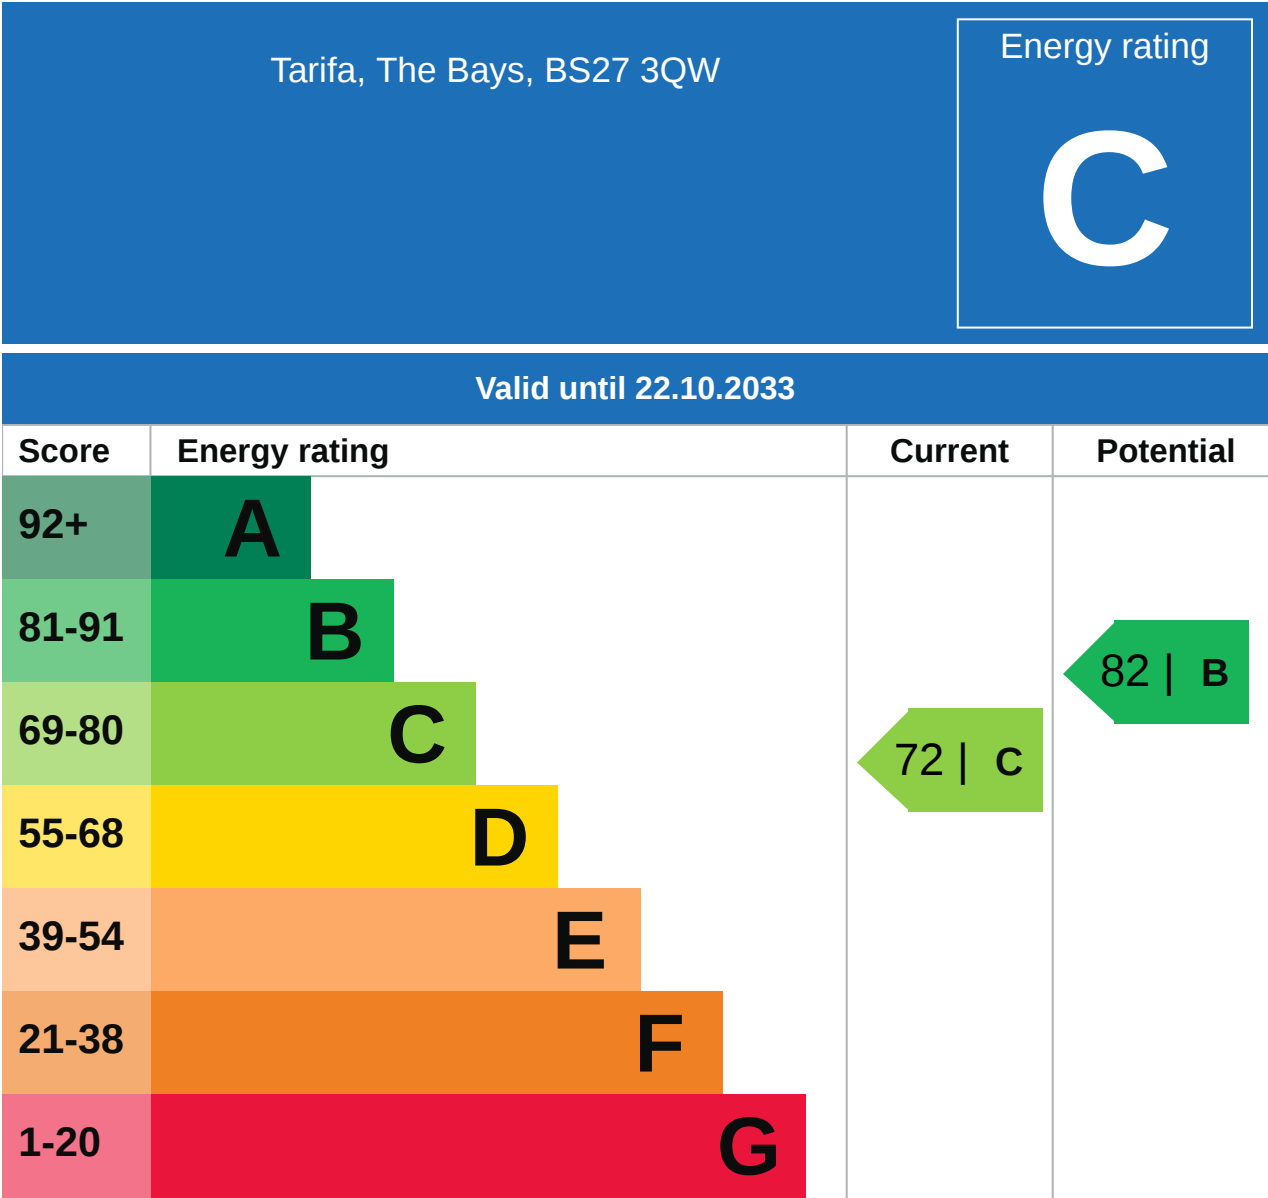 Tarifa, The Bays, BS27 3QW
Energy rating
C
Valid until 22.10.2033
Score Energy rating Current Potential
92+ A
81-91 B
82 | B
69-80 C
72 | C
55-68 D
39-54 E
21-38 F
1-20 G